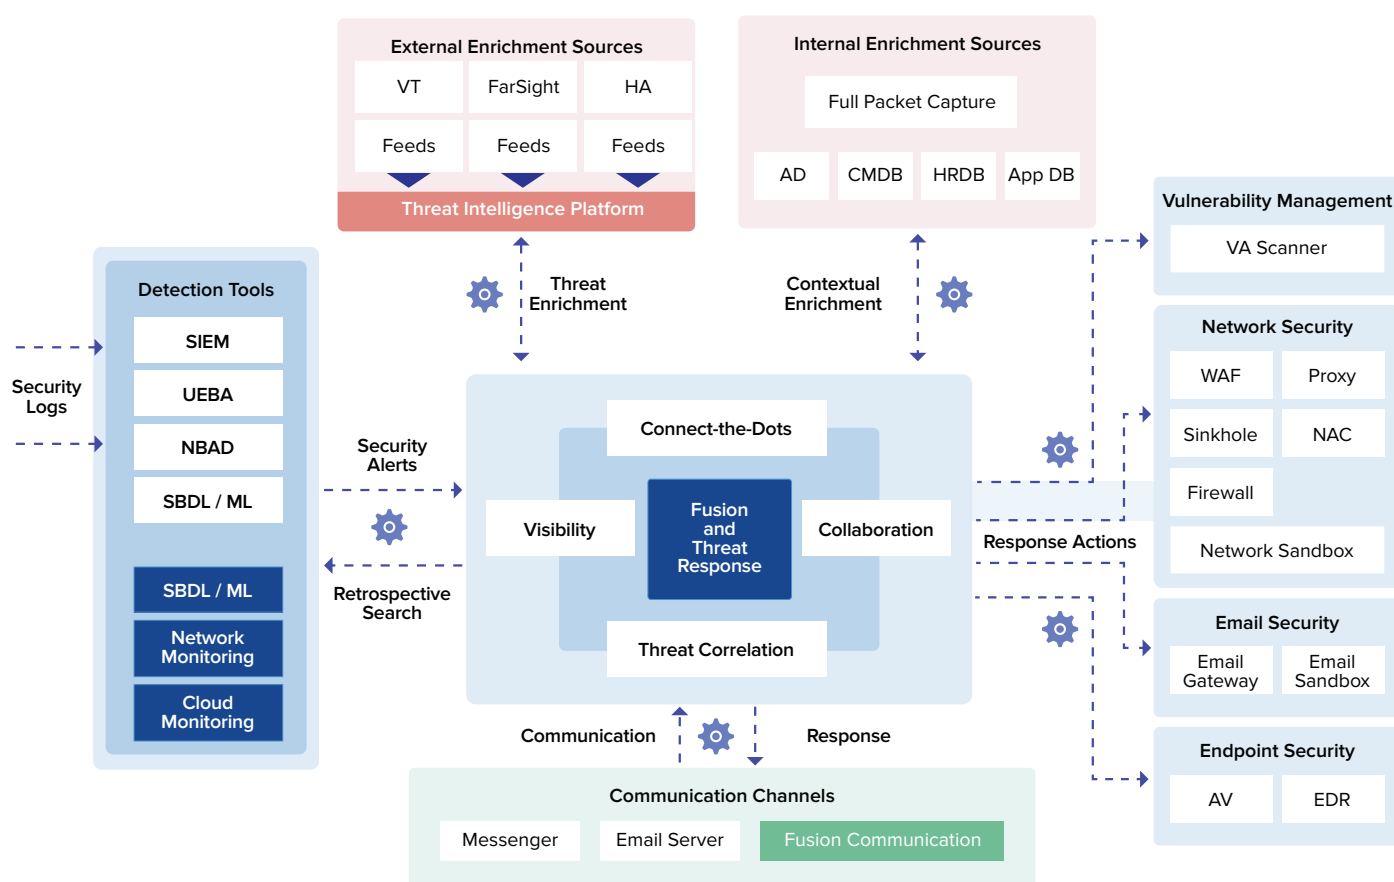 External Enrichment Sources
VT
FarSight
HA
Feeds
Feeds
Feeds
Threat Intelligence Platform
Internal Enrichment Sources
Full Packet Capture
AD
CMDB
HRDB
App DB
Threat
Enrichment
Contextual
Enrichment
Security
Logs
Detection Tools
SIEM
UEBA
NBAD
SBDL / ML
SBDL / ML
Network
Monitoring
Cloud
Monitoring
Security
Alerts
Retrospective
Search
Connect-the-Dots
Visibility
Fusion
and
Threat
Response
Collaboration
Threat Correlation
Response Actions
Vulnerability Management
VA Scanner
Network Security
WAF
Proxy
Sinkhole
NAC
Firewall
Network Sandbox
Email Security
Email
Gateway
Email
Sandbox
Endpoint Security
AV
EDR
Communication
Response
Communication Channels
Messenger
Email Server
Fusion Communication